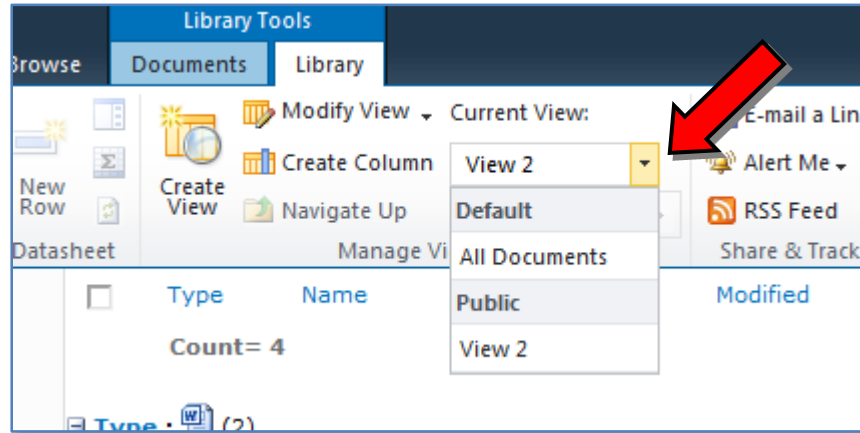 Library Tools
Browse Documents Library
Modify View Current View: E-mail a Lin
Create Column View 2 Alert Me
New Row Create View Navigate Up Default RSS Feed
Datasheet Manage Vi All Documents Share & Track
Type Name Public Modified
Count= 4 View 2
Type : (2)